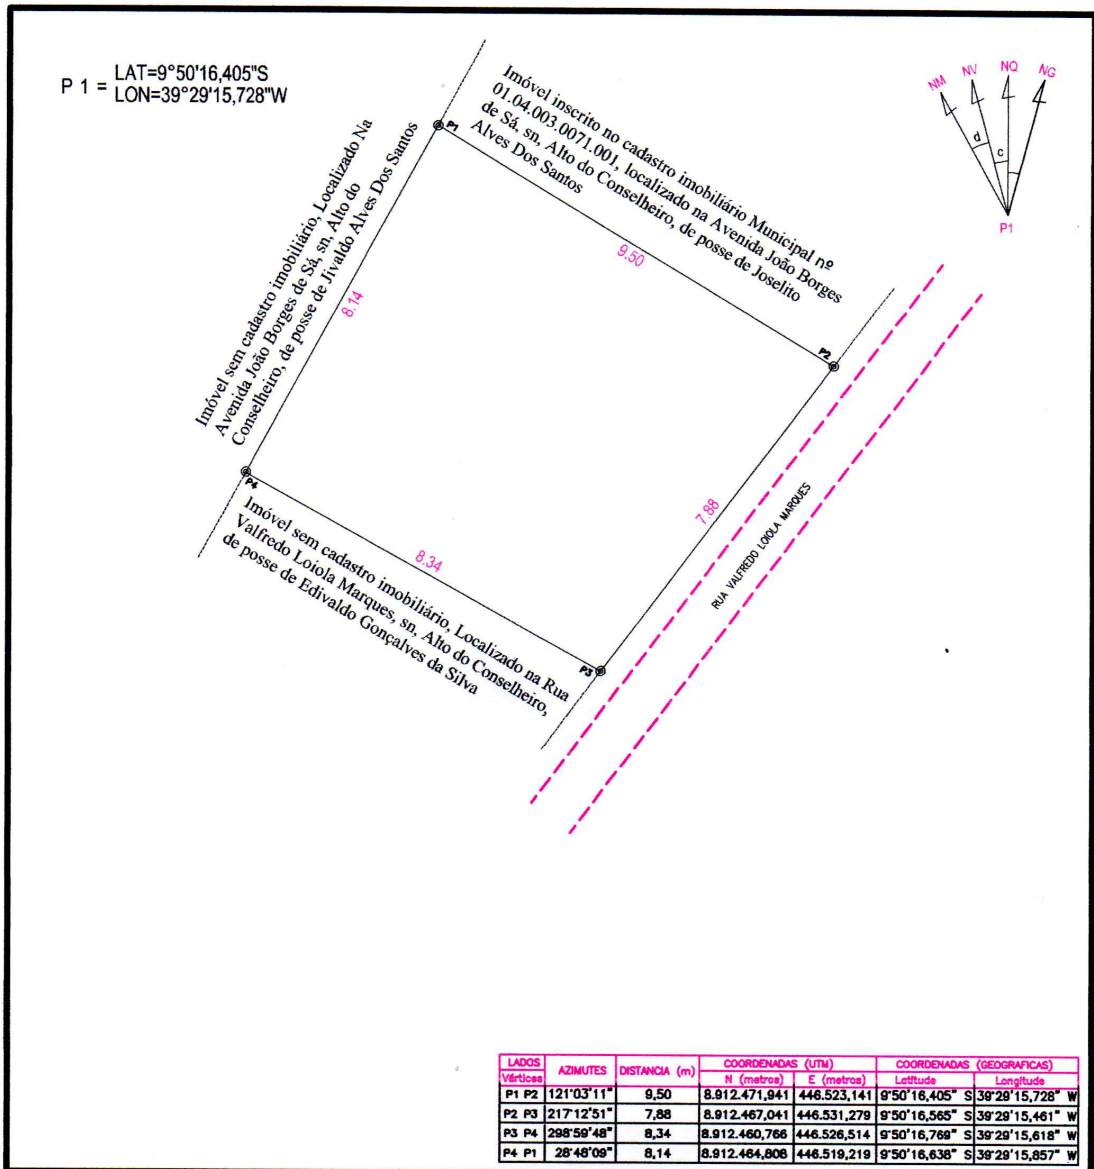 P 1 = LAT=9°50'16,405"S
LON=39°29'15,728"W
NM
NV
NQ
NG
d
c
P1
Imóvel inscrito no cadastro imobiliário Municipal nº
01.04.003.0071.001, localizado na Avenida João Borges
de Sá, sn, Alto do Conselheiro, de posse de Joselito
Alves Dos Santos
Imóvel sem cadastro imobiliário, Localizado Na
Avenida João Borges de Sá, sn, Alto do
Conselheiro, de posse de Jivaldo Alves Dos Santos
P1
9.50
8.14
P2
P4
7.88
RUA VALFREDO LOIOLA MARQUES
8.34
Imóvel sem cadastro imobiliário, Localizado na Rua
Valfredo Loiola Marques, sn, Alto do Conselheiro,
de posse de Edivaldo Gonçalves da Silva
P3
LADOS AZIMUTES DISTANCIA (m) COORDENADAS (UTM) COORDENADAS (GEOGRAFICAS)
Vértices N (metros) E (metros) Latitude Longitude
P1 P2 121°03'11" 9,50 8.912.471,941 446.523,141 9°50'16,405" S 39°29'15,728" W
P2 P3 217°12'51" 7,88 8.912.467,041 446.531,279 9°50'16,565" S 39°29'15,461" W
P3 P4 298°59'48" 8,34 8.912.460,766 446.526,514 9°50'16,769" S 39°29'15,618" W
P4 P1 28°48'09" 8,14 8.912.464,808 446.519,219 9°50'16,638" S 39°29'15,857" W